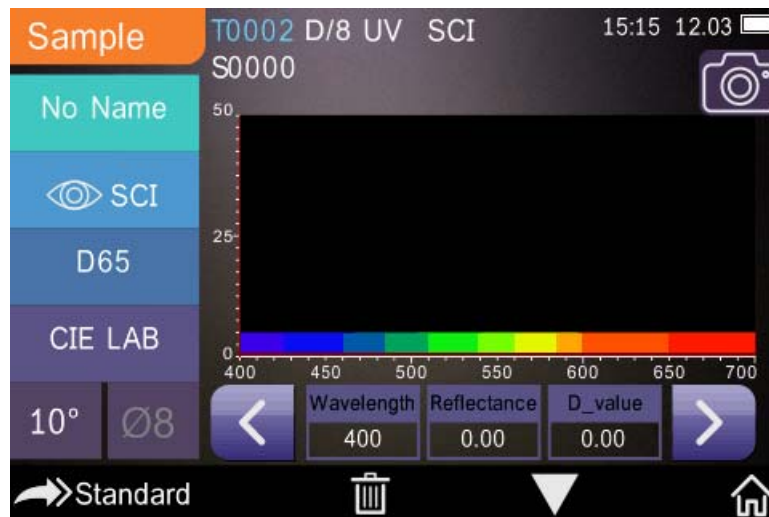 Sample
T0002 D/8 UV SCI 15:15 12.03
S0000
No Name
SCI
D65
CIE LAB
10° Ø8
50
25
0
400 450 500 550 600 650 700
Wavelength Reflectance D_value
400 0.00 0.00
Standard